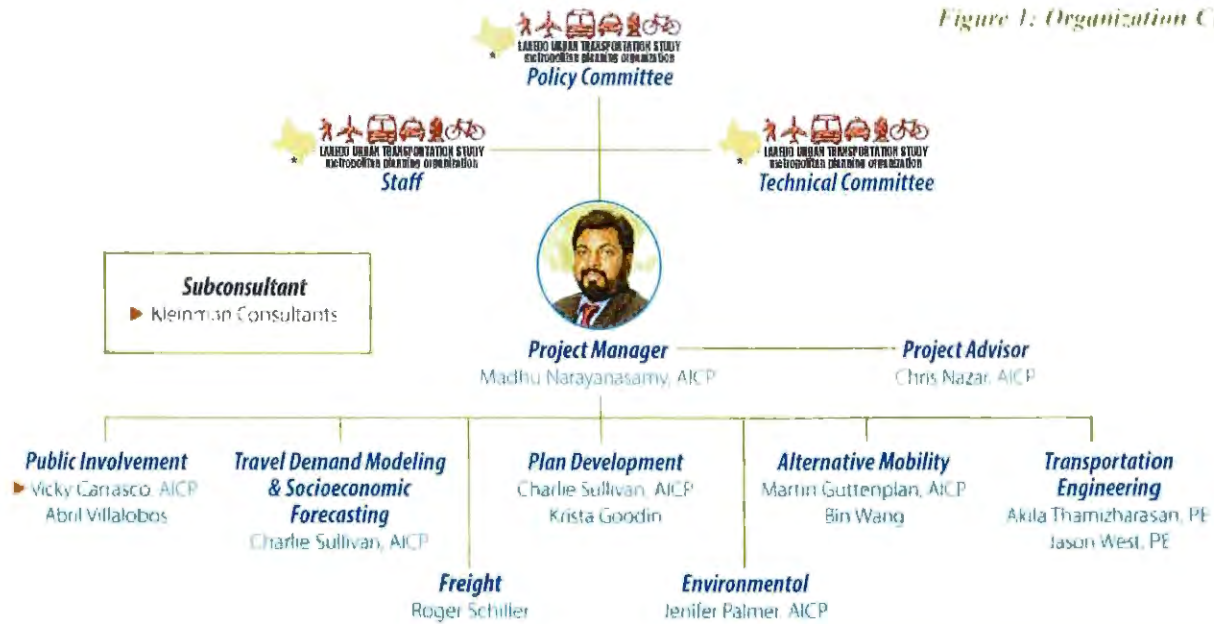 Figure 1: Organization C
LAREDO URBAN TRANSPORTATION STUDY
metropolitan planning organization
Policy Committee
LAREDO URBAN TRANSPORTATION STUDY
metropolitan planning organization
Staff
LAREDO URBAN TRANSPORTATION STUDY
metropolitan planning organization
Technical Committee
Subconsultant
Kleinman Consultants
Project Manager
Madhu Narayanasamy, AICP
Project Advisor
Chris Nazar, AICP
Public Involvement
Vicky Carrasco, AICP
Abril Villalobos
Travel Demand Modeling
& Socioeconomic
Forecasting
Charlie Sullivan, AICP
Plan Development
Charlie Sullivan, AICP
Krista Goodin
Alternative Mobility
Martin Guttenplan, AICP
Bin Wang
Transportation
Engineering
Akila Thamizharasan, PE
Jason West, PE
Freight
Roger Schiller
Environmental
Jenifer Palmer, AICP